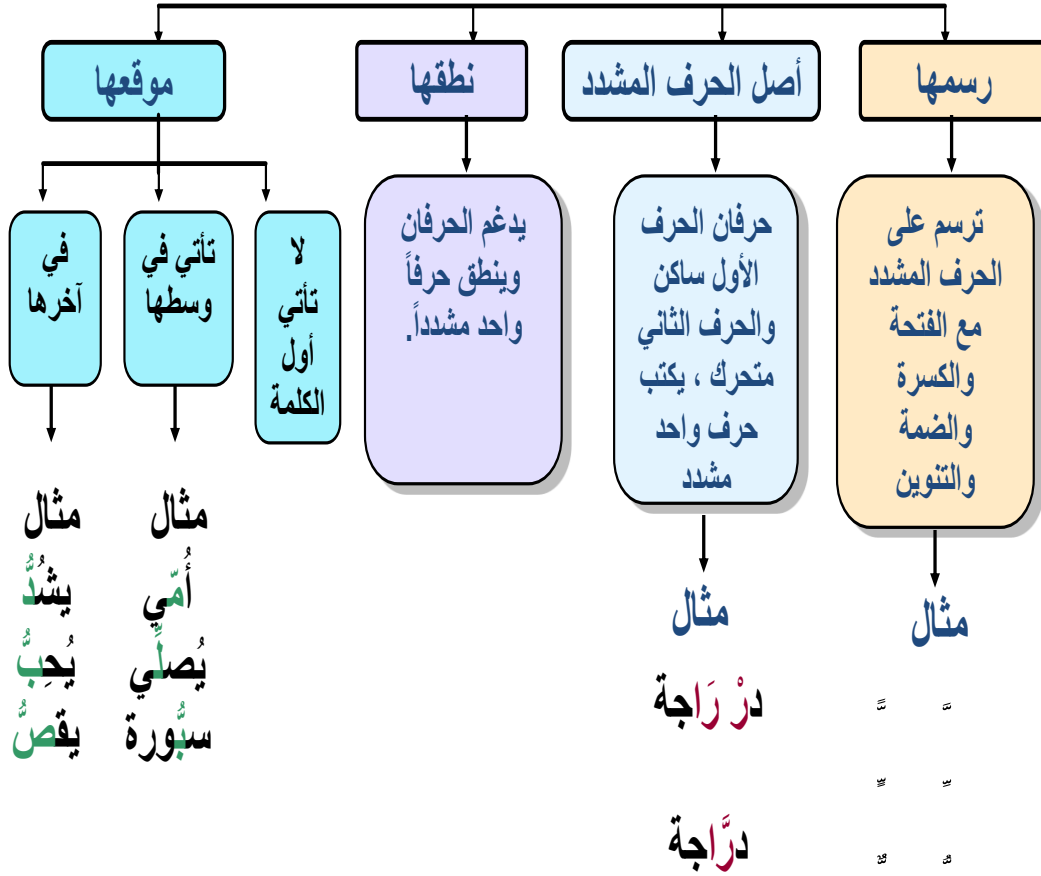 رسمها
أصل الحرف المشدد
نطقها
موقعها
ترسم على
الحرف المشدد
مع الفتحة
والكسرة
والضمة
والتنوين
حرفان الحرف
الأول ساكن
والحرف الثاني
متحرك ، يكتب
حرف واحد
مشدد
يدغم الحرفان
وينطق حرفاً
واحد مشدداً.
لا
تأتي
أول
الكلمة
تأتي في
وسطها
في
آخرها
مثال
ـَّ ـًّ
ـِّ ـٍّ
ـُّ ـٌّ
مثال
درْ رَاجة
درَّاجة
مثال
أُمّي
يُصلِّي
سبُّورة
مثال
يشُدُّ
يُحِبُّ
يقصُّ